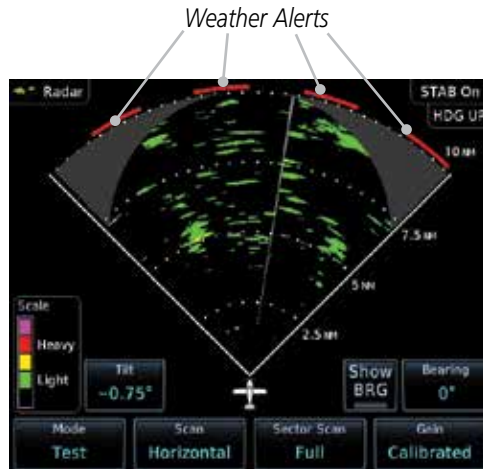 Weather Alerts
Radar
STAB On
HDG UP
10 NM
7.5 NM
5 NM
2.5 NM
Scale
Heavy
Light
Tilt
-0.75°
Show
BRG
Bearing
0°
Mode
Test
Scan
Horizontal
Sector Scan
Full
Gain
Calibrated